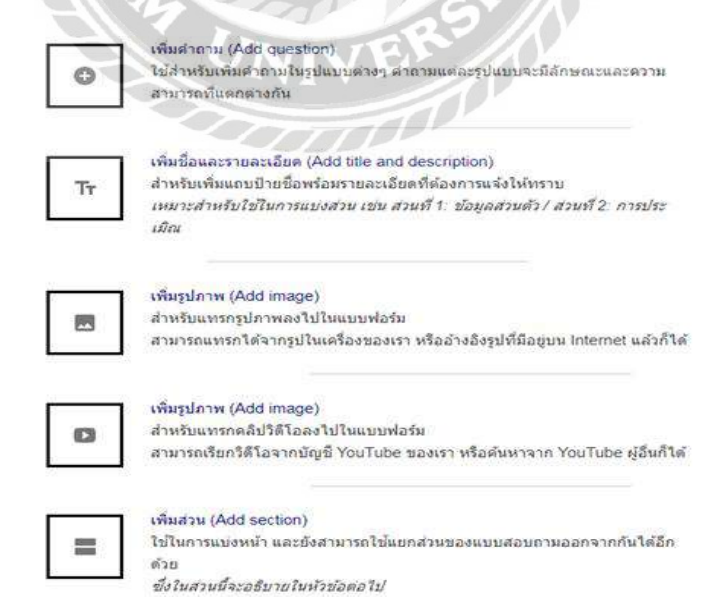 M UNIVERS
เพิ่มคำถาม (Add question)
ใช้สำหรับเพิ่มคำถามในรูปแบบต่างๆ คำถามแต่ละรูปแบบจะมีลักษณะและความ
สามารถที่แตกต่างกัน
Tт
เพิ่มชื่อและรายละเอียด (Add title and description)
สำหรับเพิ่มแถบป้ายชื่อพร้อมรายละเอียดที่ต้องการแจ้งให้ทราบ
เหมาะสำหรับใช้ในการแบ่งส่วน เช่น ส่วนที่ 1: ข้อมูลส่วนตัว / ส่วนที่ 2: การประ
เมิณ
เพิ่มรูปภาพ (Add image)
สำหรับแทรกรูปภาพลงไปในแบบฟอร์ม
สามารถแทรกได้จากรูปในเครื่องของเรา หรืออ้างอิงรูปที่มีอยู่บน Internet แล้วก็ได้
เพิ่มรูปภาพ (Add image)
สำหรับแทรกคลิปวิดีโอลงไปในแบบฟอร์ม
สามารถเรียกวิดีโอจากบัญชี YouTube ของเรา หรือค้นหาจาก YouTube ผู้อื่นก็ได้
เพิ่มส่วน (Add section)
ใช้ในการแบ่งหน้า และยังสามารถใช้แยกส่วนของแบบสอบถามออกจากกันได้อีก
ด้วย
ซึ่งในส่วนนี้จะอธิบายในหัวข้อต่อไป